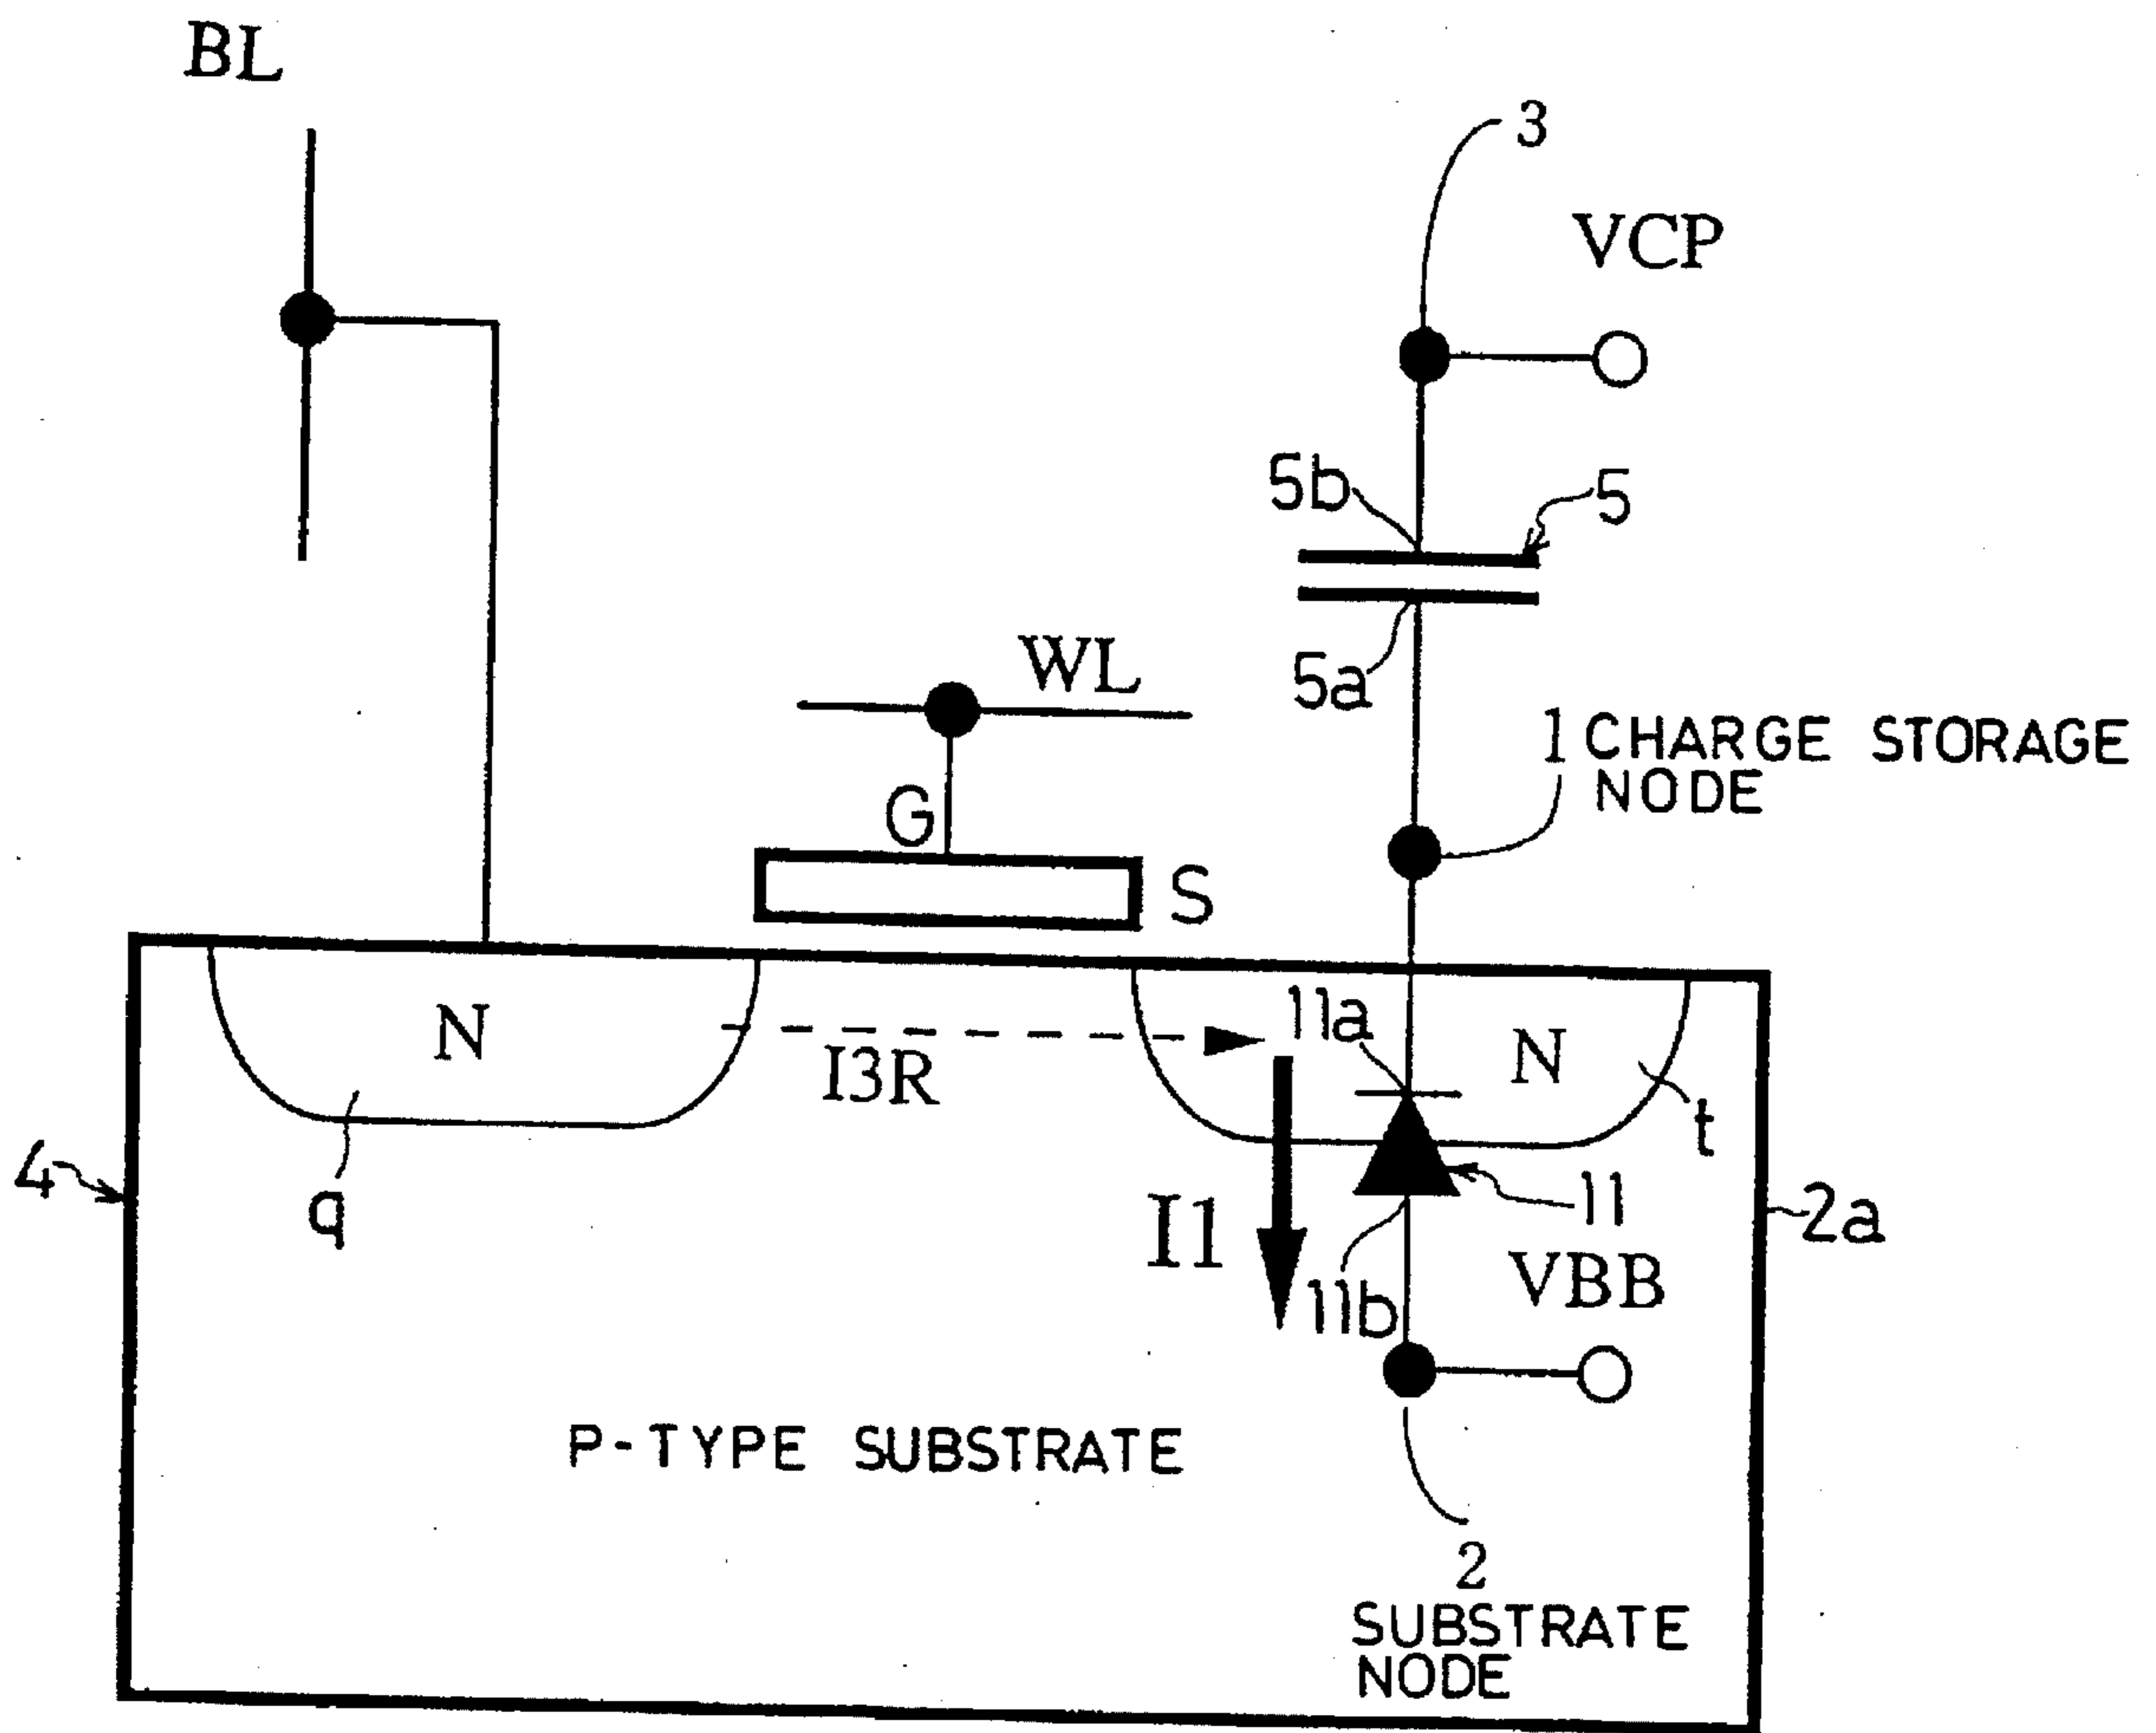 BL
3
VCP
5b
5
5a
WL
1 CHARGE STORAGE
NODE
G
S
N
I3R
11a
N
t
4
q
I1
11
2a
11b
VBB
P-TYPE SUBSTRATE
2
SUBSTRATE
NODE